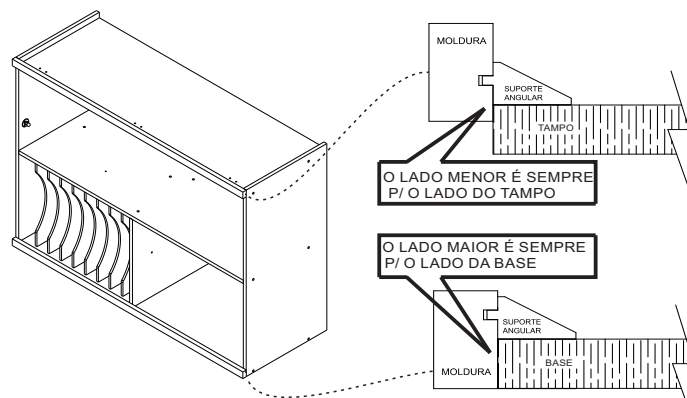 MOLDURA
SUPORTE
ANGULAR
TAMPO
O LADO MENOR É SEMPRE
P/ O LADO DO TAMPO
O LADO MAIOR É SEMPRE
P/ O LADO DA BASE
SUPORTE
ANGULAR
BASE
MOLDURA